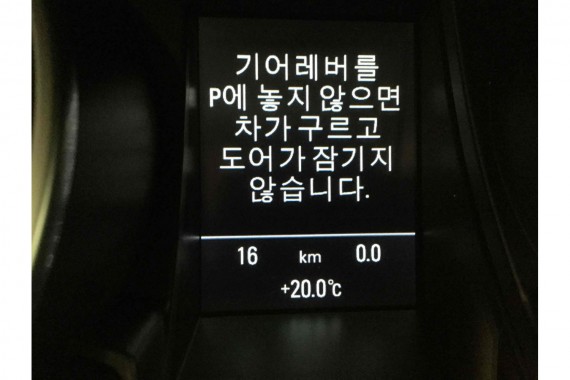 기어레버를
P에 놓지 않으면
차가 구르고
도어가 잠기지
않습니다.
16 km 0.0
+20.0°C